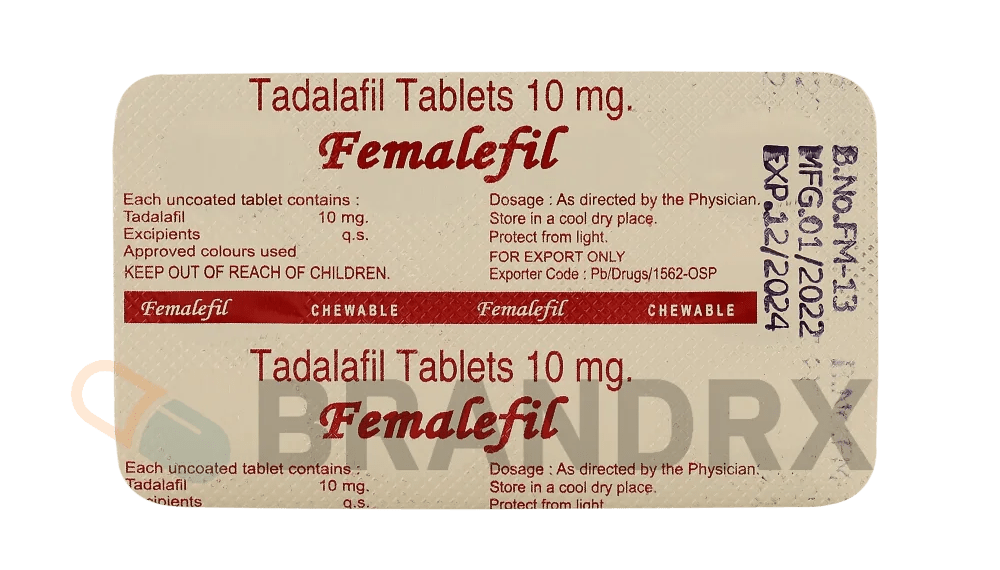 Tadalafil Tablets 10 mg.
Femalefil
Each uncoated tablet contains :
Tadalafil 10 mg.
Excipients q.s.
Approved colours used
KEEP OUT OF REACH OF CHILDREN.
Dosage : As directed by the Physician.
Store in a cool dry place.
Protect from light.
FOR EXPORT ONLY
Exporter Code : Pb/Drugs/1562-OSP
B.No.FM-13
MFG.01/2022
EXP.12/2024
Femalefil CHEWABLE Femalefil CHEWABLE
Tadalafil Tablets 10 mg.
Femalefil
BRANDRX
Each uncoated tablet contains :
Tadalafil 10 mg.
q.s.
Dosage : As directed by the Physician.
Store in a cool dry place.
Protect from light